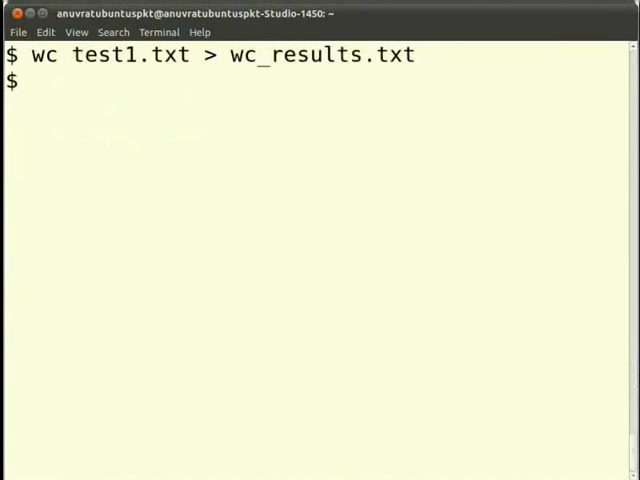 anuvratubuntuspkt@anuvratubuntuspkt-Studio-1450: ~
File Edit View Search Terminal Help
$ wc test1.txt > wc_results.txt
$